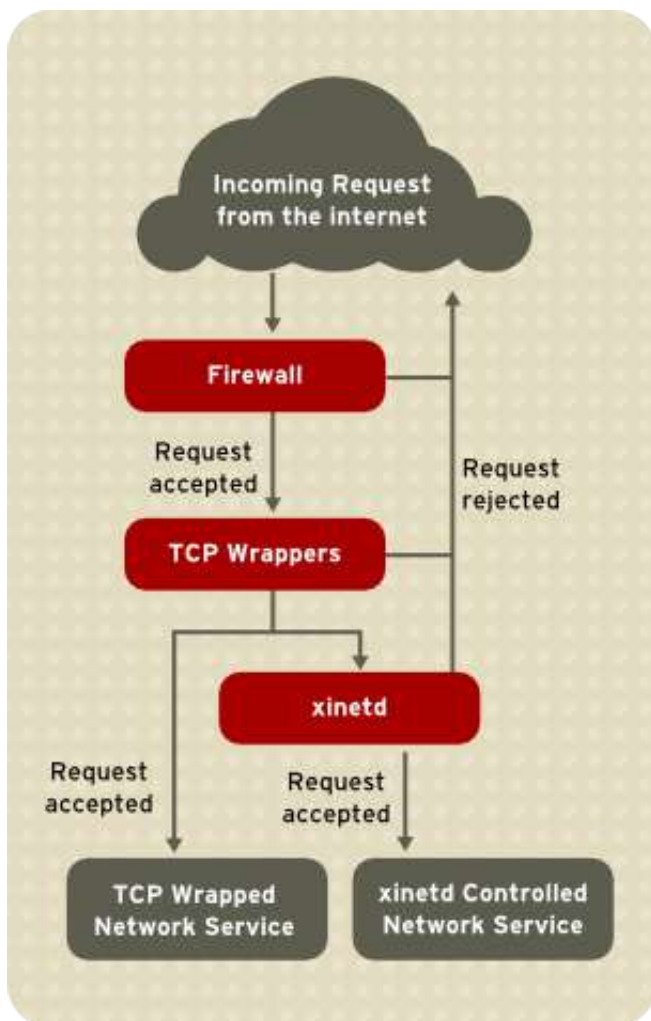 Incoming Request
from the internet
Firewall
Request
accepted
Request
rejected
TCP Wrappers
xinetd
Request
accepted
Request
accepted
TCP Wrapped
Network Service
xinetd Controlled
Network Service